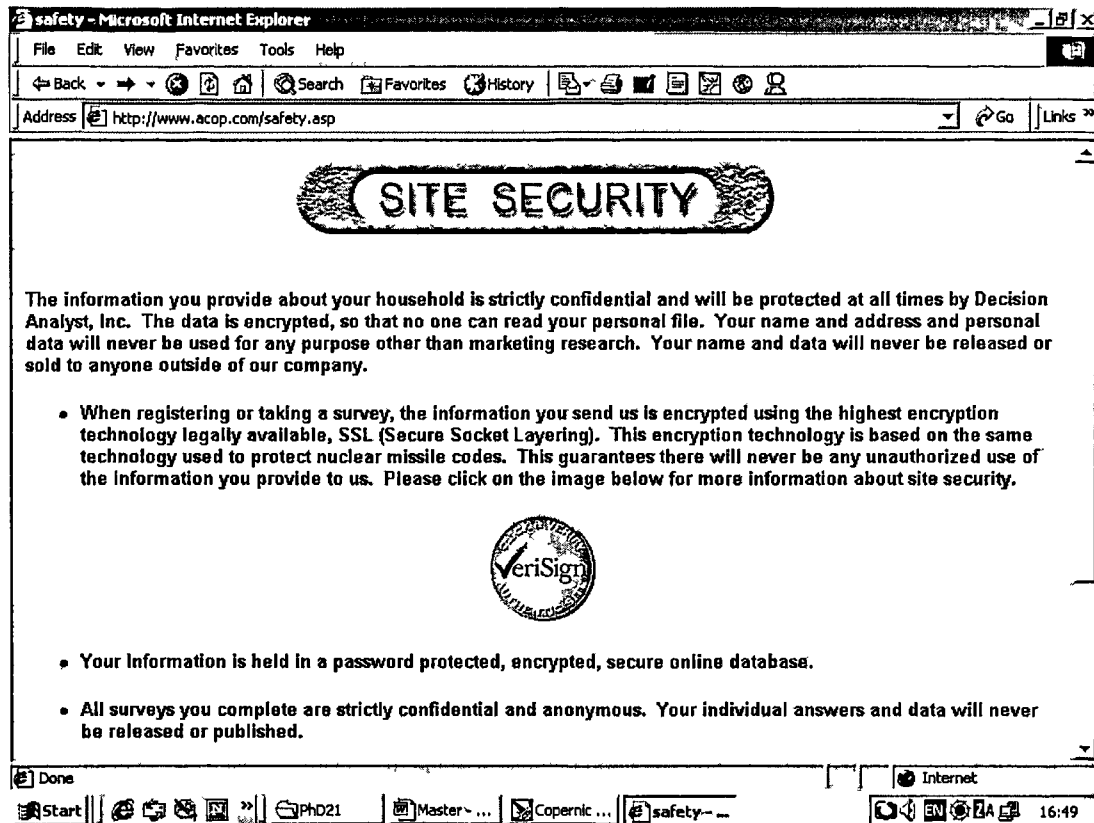 safety - Microsoft Internet Explorer
File Edit View Favorites Tools Help
Back Search Favorites History
Address http://www.acop.com/safety.asp Go Links »
SITE SECURITY
The information you provide about your household is strictly confidential and will be protected at all times by Decision
Analyst, Inc. The data is encrypted, so that no one can read your personal file. Your name and address and personal
data will never be used for any purpose other than marketing research. Your name and data will never be released or
sold to anyone outside of our company.
• When registering or taking a survey, the information you send us is encrypted using the highest encryption
technology legally available, SSL (Secure Socket Layering). This encryption technology is based on the same
technology used to protect nuclear missile codes. This guarantees there will never be any unauthorized use of
the Information you provide to us. Please click on the image below for more information about site security.
VeriSign
• Your Information is held in a password protected, encrypted, secure online database.
• All surveys you complete are strictly confidential and anonymous. Your individual answers and data will never
be released or published.
Done Internet
Start » PhD21 Master - ... Copernic ... safety - ... EN 16:49